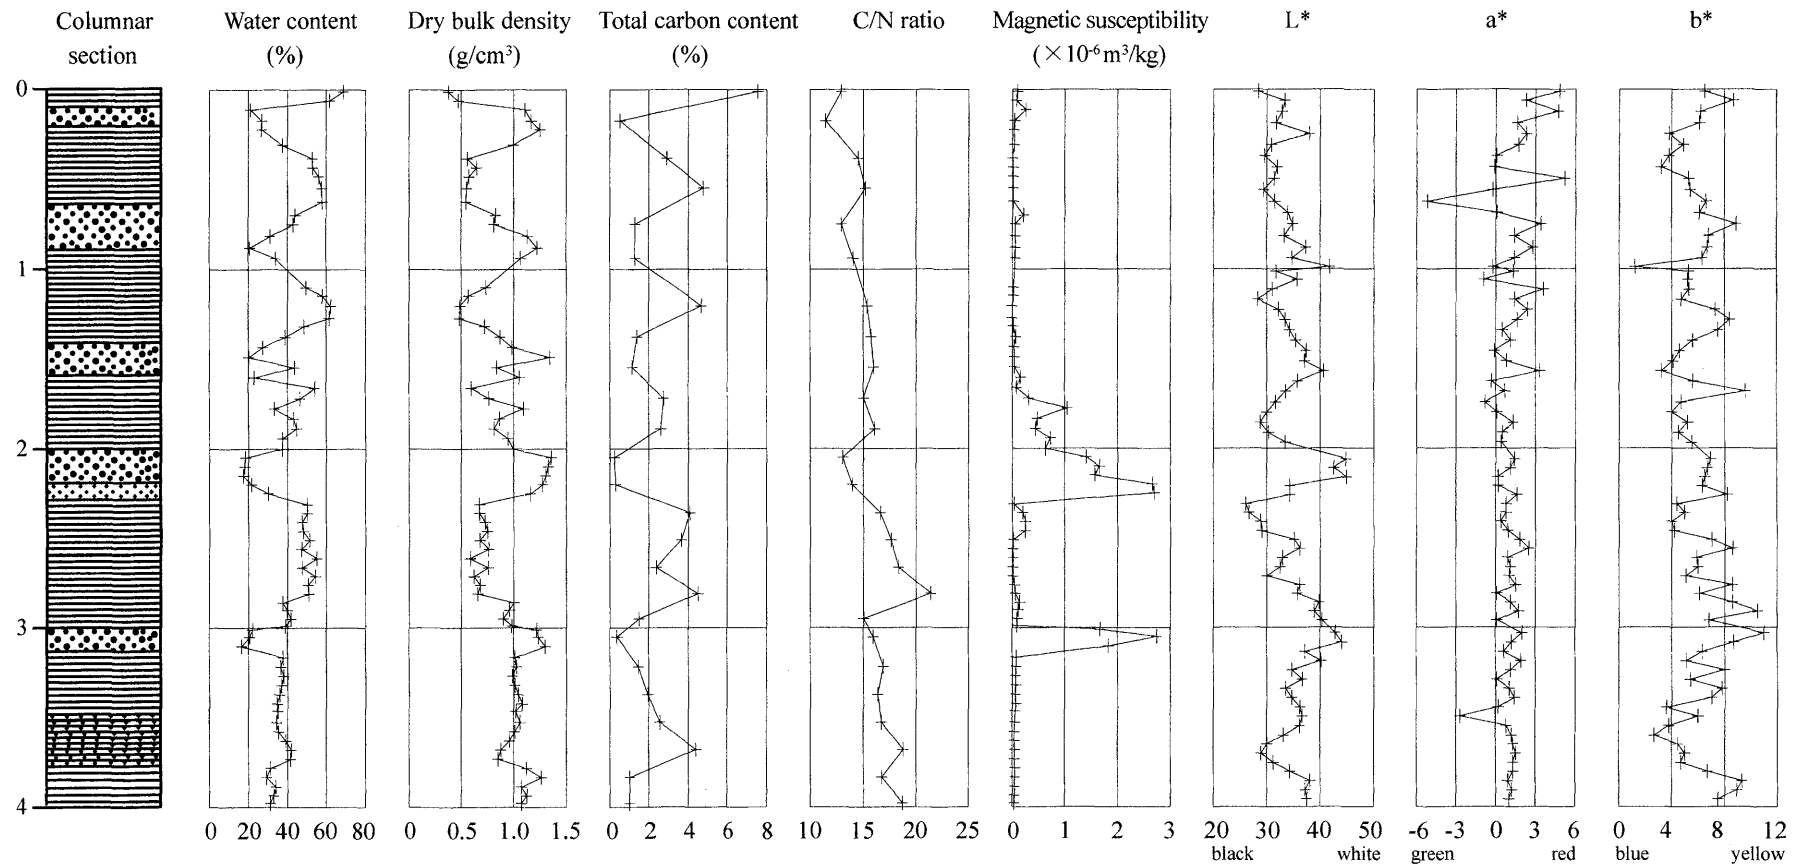 Columnar section
Water content (%)
Dry bulk density (g/cm³)
Total carbon content (%)
C/N ratio
Magnetic susceptibility (×10⁻⁶m³/kg)
L*
a*
b*
0
1
2
3
4
0 20 40 60 80
0 0.5 1.0 1.5
0 2 4 6 8
10 15 20 25
0 1 2 3
20 30 40 50
black white
-6 -3 0 3 6
green red
0 4 8 12
blue yellow